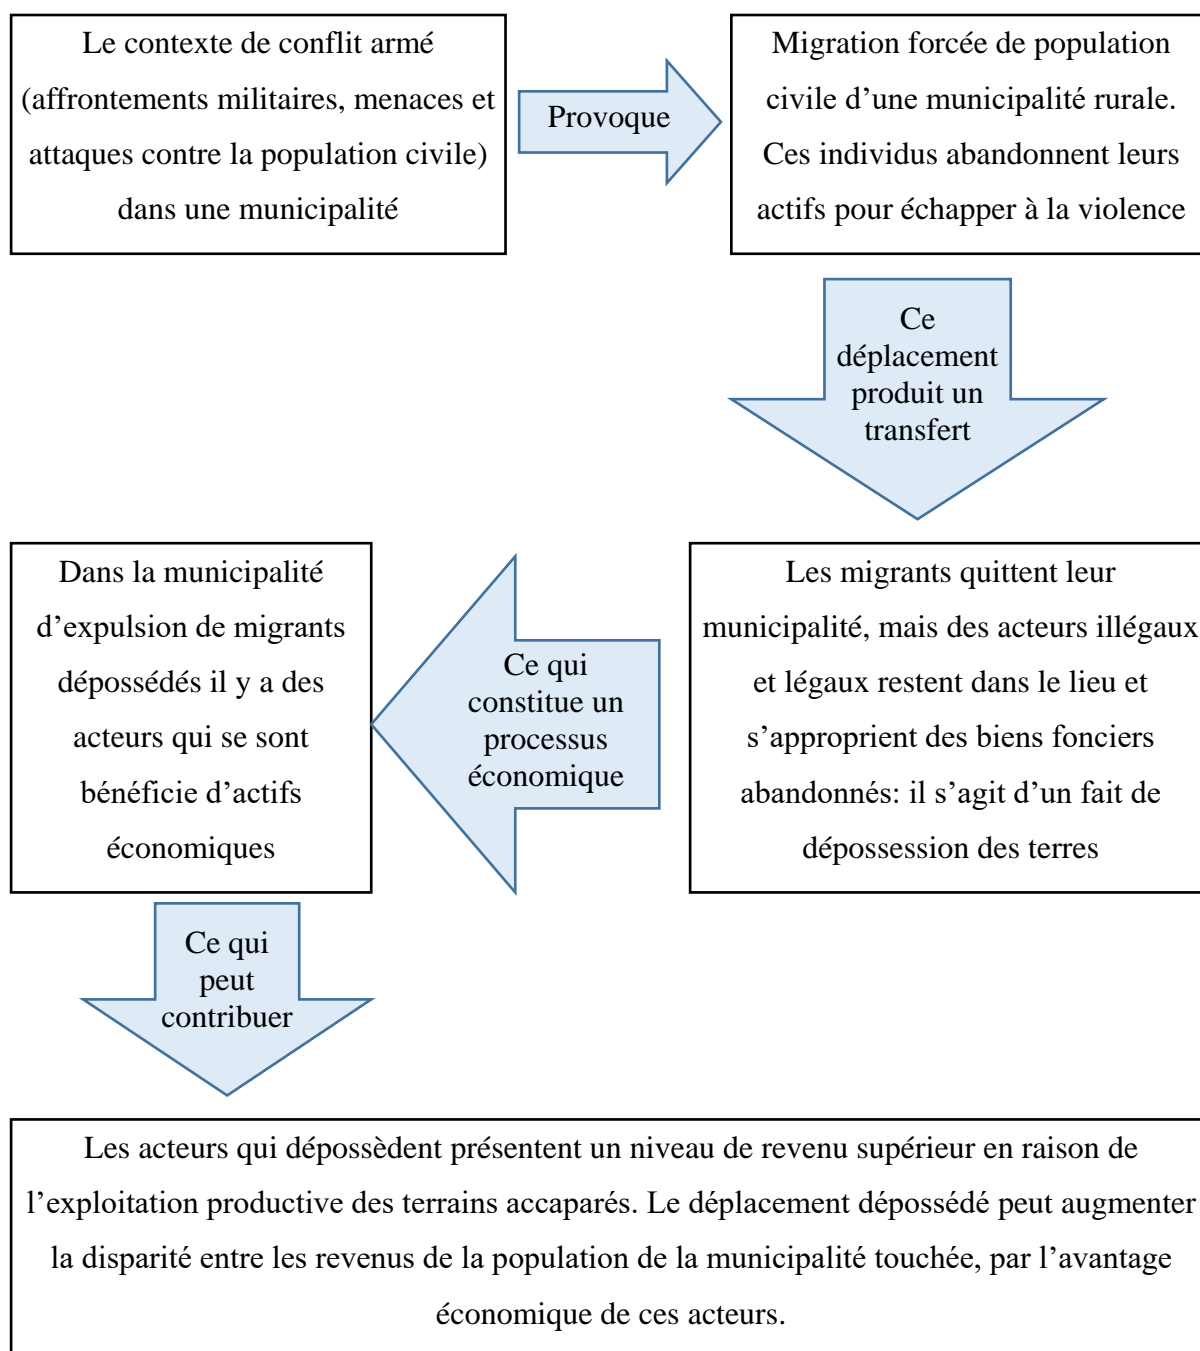 Le contexte de conflit armé
(affrontements militaires, menaces et
attaques contre la population civile)
dans une municipalité
Provoque
Migration forcée de population
civile d’une municipalité rurale.
Ces individus abandonnent leurs
actifs pour échapper à la violence
Ce
déplacement
produit un
transfert
Les migrants quittent leur
municipalité, mais des acteurs illégaux
et légaux restent dans le lieu et
s’approprient des biens fonciers
abandonnés: il s’agit d’un fait de
dépossession des terres
Ce qui
constitue un
processus
économique
Dans la municipalité
d’expulsion de migrants
dépossédés il y a des
acteurs qui se sont
bénéficie d’actifs
économiques
Ce qui
peut
contribuer
Les acteurs qui dépossèdent présentent un niveau de revenu supérieur en raison de
l’exploitation productive des terrains accaparés. Le déplacement dépossédé peut augmenter
la disparité entre les revenus de la population de la municipalité touchée, par l’avantage
économique de ces acteurs.